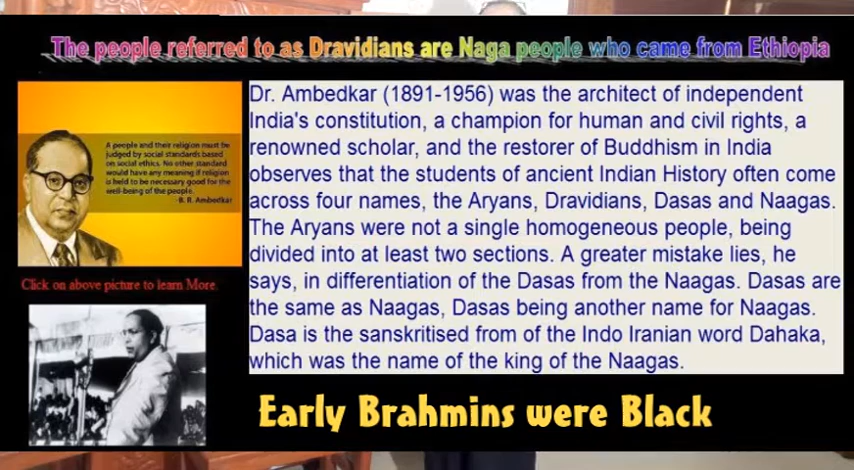 The people referred to as Dravidians are Naga people who came from Ethiopia
A people and their religion must be
judged by social standards based
on social ethics. No other standard
would have any meaning if religion
is held to be necessary good for the
well-being of the people.
-B. R. Ambedkar
Click on above picture to learn More.
Dr. Ambedkar (1891-1956) was the architect of independent
India's constitution, a champion for human and civil rights, a
renowned scholar, and the restorer of Buddhism in India
observes that the students of ancient Indian History often come
across four names, the Aryans, Dravidians, Dasas and Naagas.
The Aryans were not a single homogeneous people, being
divided into at least two sections. A greater mistake lies, he
says, in differentiation of the Dasas from the Naagas. Dasas are
the same as Naagas, Dasas being another name for Naagas.
Dasa is the sanskritised from of the Indo Iranian word Dahaka,
which was the name of the king of the Naagas.
Early Brahmins were Black